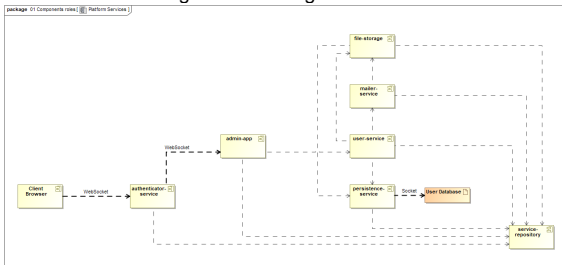 package 01 Components roles [ Platform Services ]
file-storage
mailer-
service
admin-app
user-service
WebSocket
Client
Browser
WebSocket
authenticator-
service
persistence-
service
Socket
User Database
service-
repository